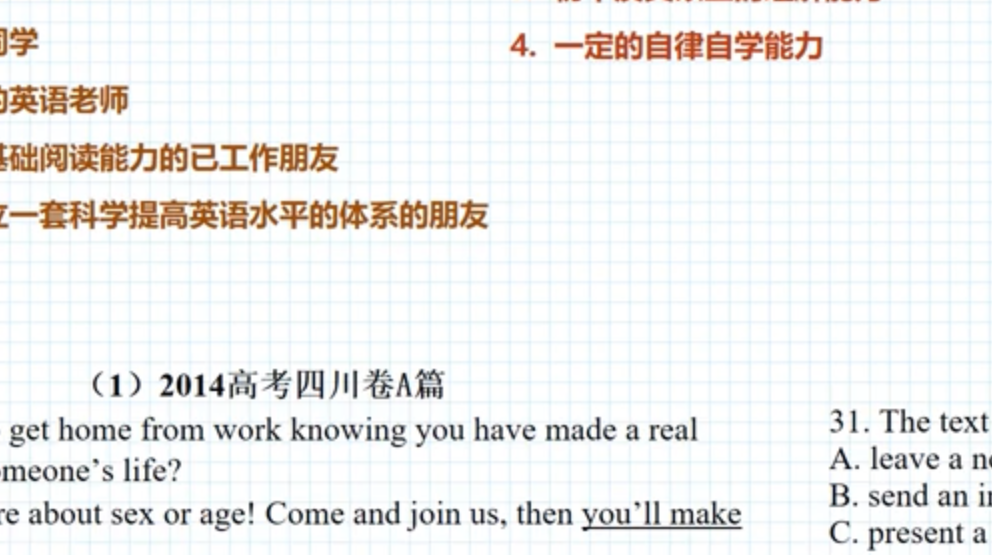 4. 一定的自律自学能力
同学
的英语老师
基础阅读能力的已工作朋友
一套科学提高英语水平的体系的朋友
（1）2014高考四川卷A篇
get home from work knowing you have made a real
life?
about sex or age! Come and join us, then you’ll make
31. The text
A. leave a
B. send an
C. present a